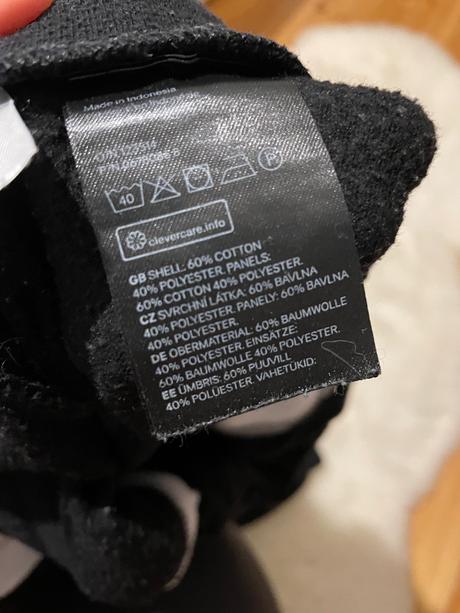 Made in Indonesia
40
P
clevercare.info
GB SHELL: 60% COTTON
40% POLYESTER. PANELS:
60% COTTON 40% POLYESTER.
CZ SVRCHNÍ LÁTKA: 60% BAVLNA
40% POLYESTER. PANELY: 60% BAVLNA
40% POLYESTER.
DE OBERMATERIAL: 60% BAUMWOLLE
40% POLYESTER. EINSÄTZE:
60% BAUMWOLLE 40% POLYESTER.
EE ÜMBRIS: 60% PUUVILL
40% POLÜESTER. VAHETÜKID: